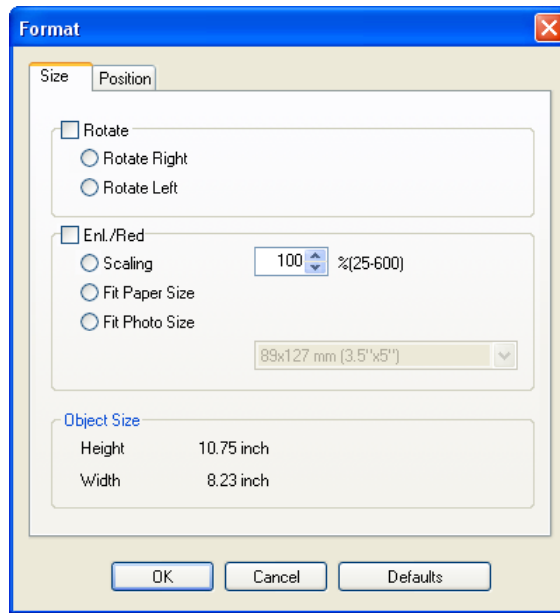 Format
Size Position
Rotate
Rotate Right
Rotate Left
Enl./Red
Scaling 100 %(25-600)
Fit Paper Size
Fit Photo Size
89x127 mm (3.5"x5")
Object Size
Height 10.75 inch
Width 8.23 inch
OK Cancel Defaults